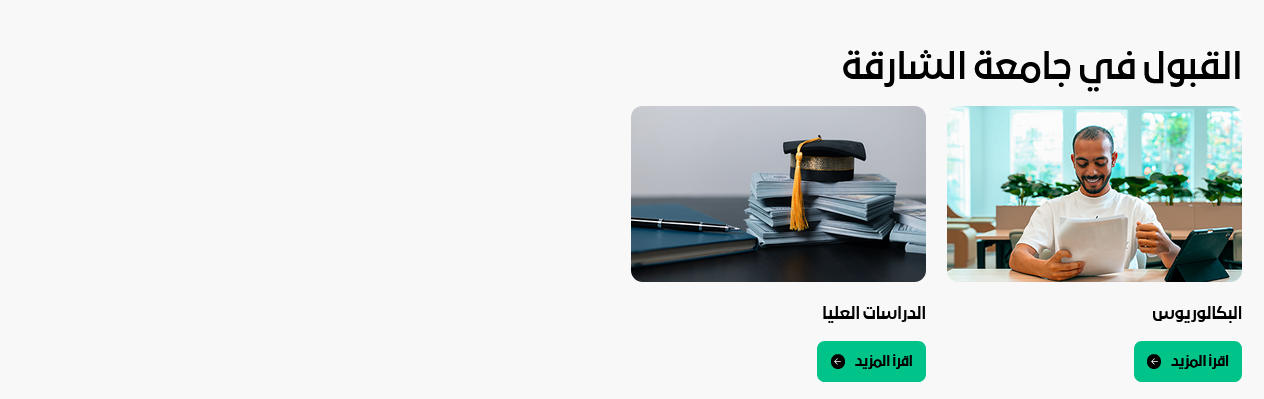 القبول في جامعة الشارقة
البكالوريوس
الدراسات العليا
اقرأ المزيد
اقرأ المزيد